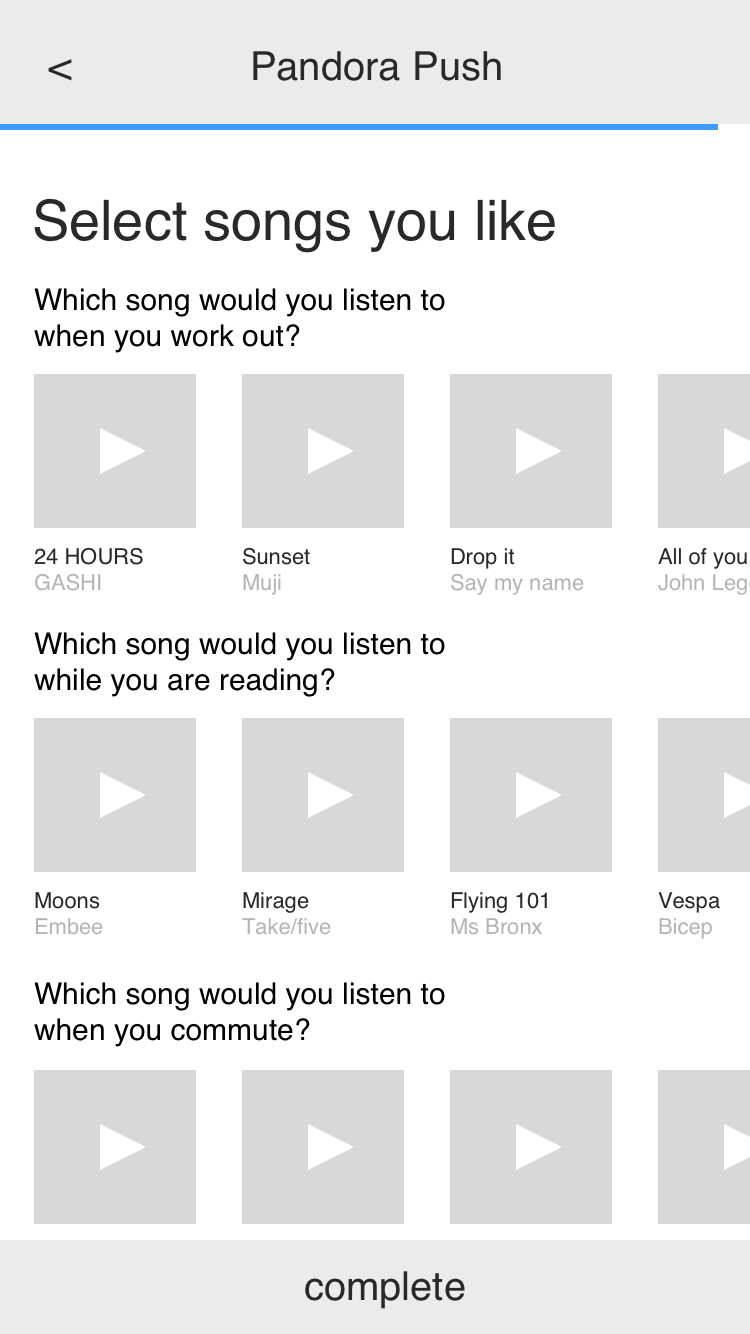 < Pandora Push
Select songs you like
Which song would you listen to
when you work out?
24 HOURS Sunset Drop it All of you
GASHI Muji Say my name John
Which song would you listen to
while you are reading?
Moons Mirage Flying 101 Vespa
Embee Take/five Ms Bronx Bicep
Which song would you listen to
when you commute?
complete